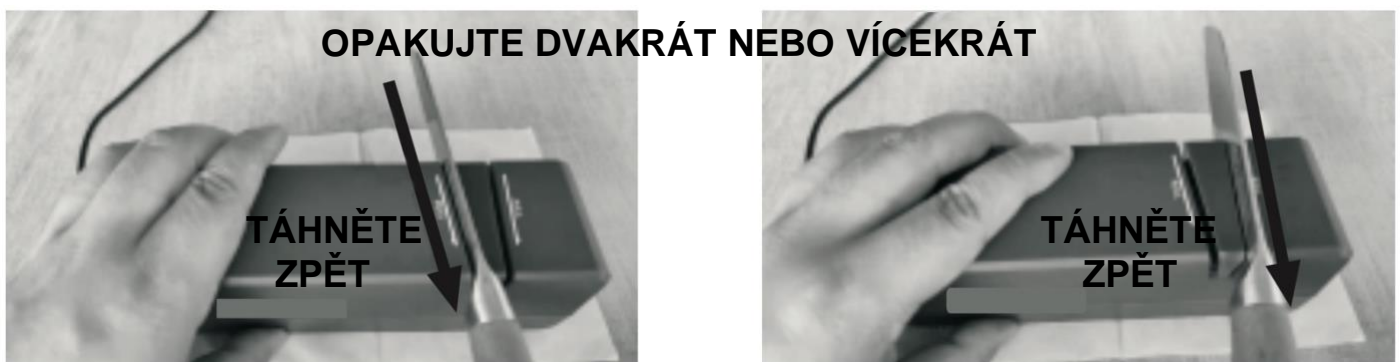 OPAKUJTE DVAKRÁT NEBO VÍCEKRÁT
TÁHNĚTE
ZPĚT
TÁHNĚTE
ZPĚT